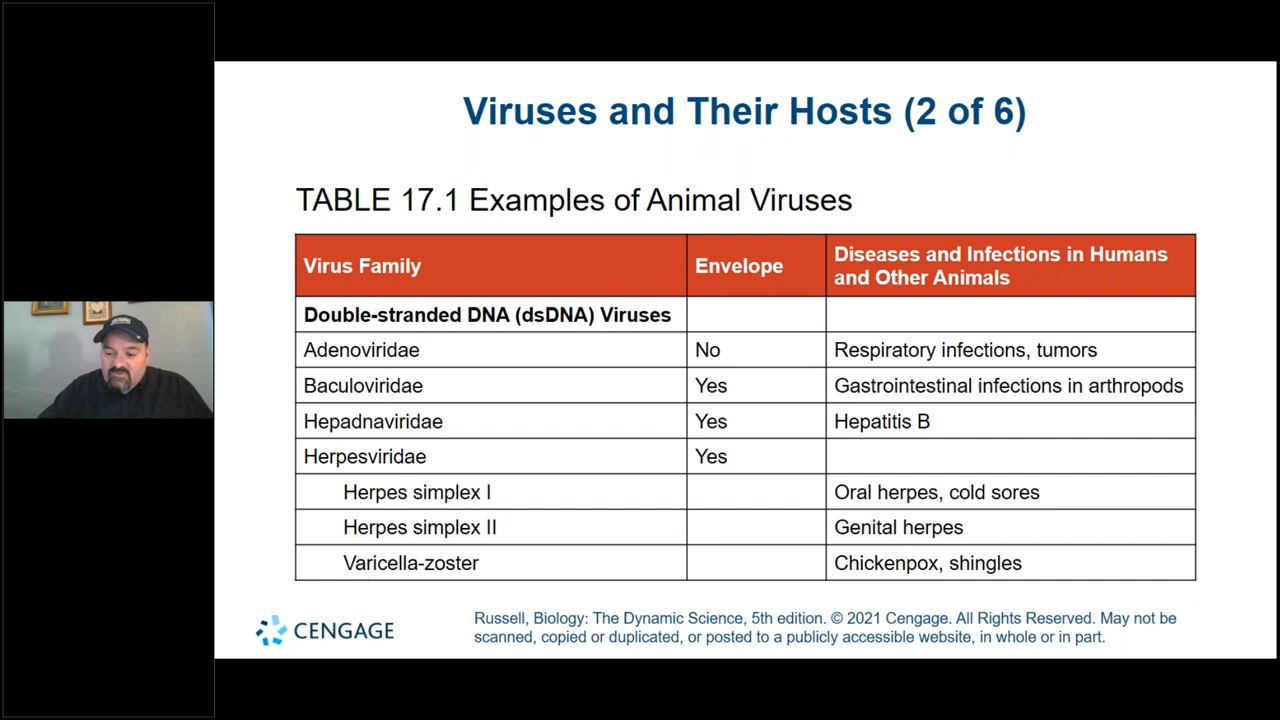 Viruses and Their Hosts (2 of 6)
TABLE 17.1 Examples of Animal Viruses
Virus Family Envelope Diseases and Infections in Humans
and Other Animals
Double-stranded DNA (dsDNA) Viruses
Adenoviridae No Respiratory infections, tumors
Baculoviridae Yes Gastrointestinal infections in arthropods
Hepadnaviridae Yes Hepatitis B
Herpesviridae Yes
Herpes simplex I Oral herpes, cold sores
Herpes simplex II Genital herpes
Varicella-zoster Chickenpox, shingles
CENGAGE
Russell, Biology: The Dynamic Science, 5th edition. © 2021 Cengage. All Rights Reserved. May not be
scanned, copied or duplicated, or posted to a publicly accessible website, in whole or in part.